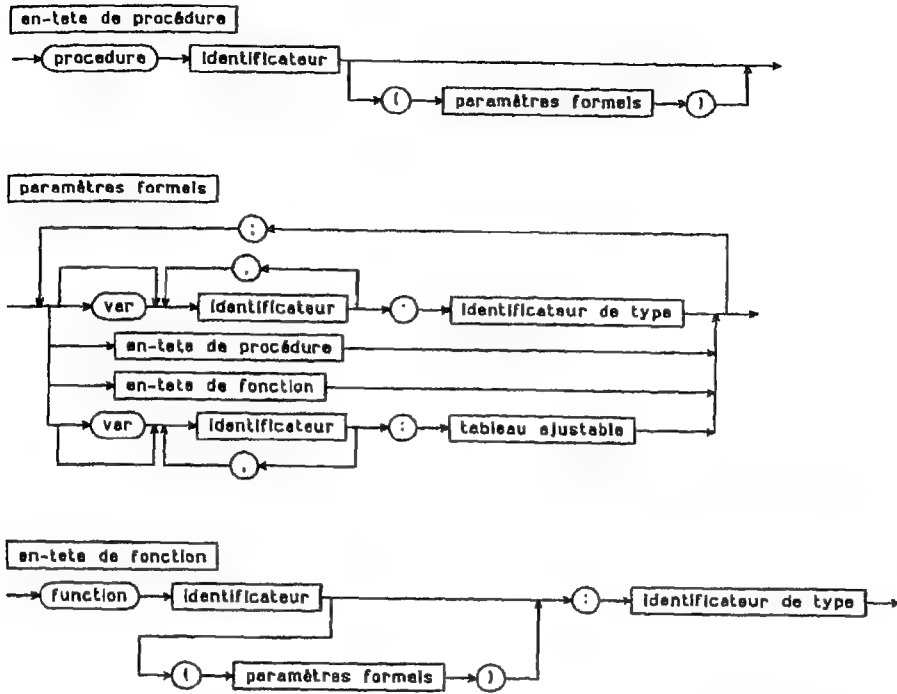 en-tete de procédure
procedure identificateur
( paramètres formels )
paramètres formels
;
,
var identificateur . identificateur de type
en-tete de procédure
en-tete de fonction
var identificateur : tableau ajustable
,
en-tete de fonction
function identificateur : identificateur de type
( paramètres formels )